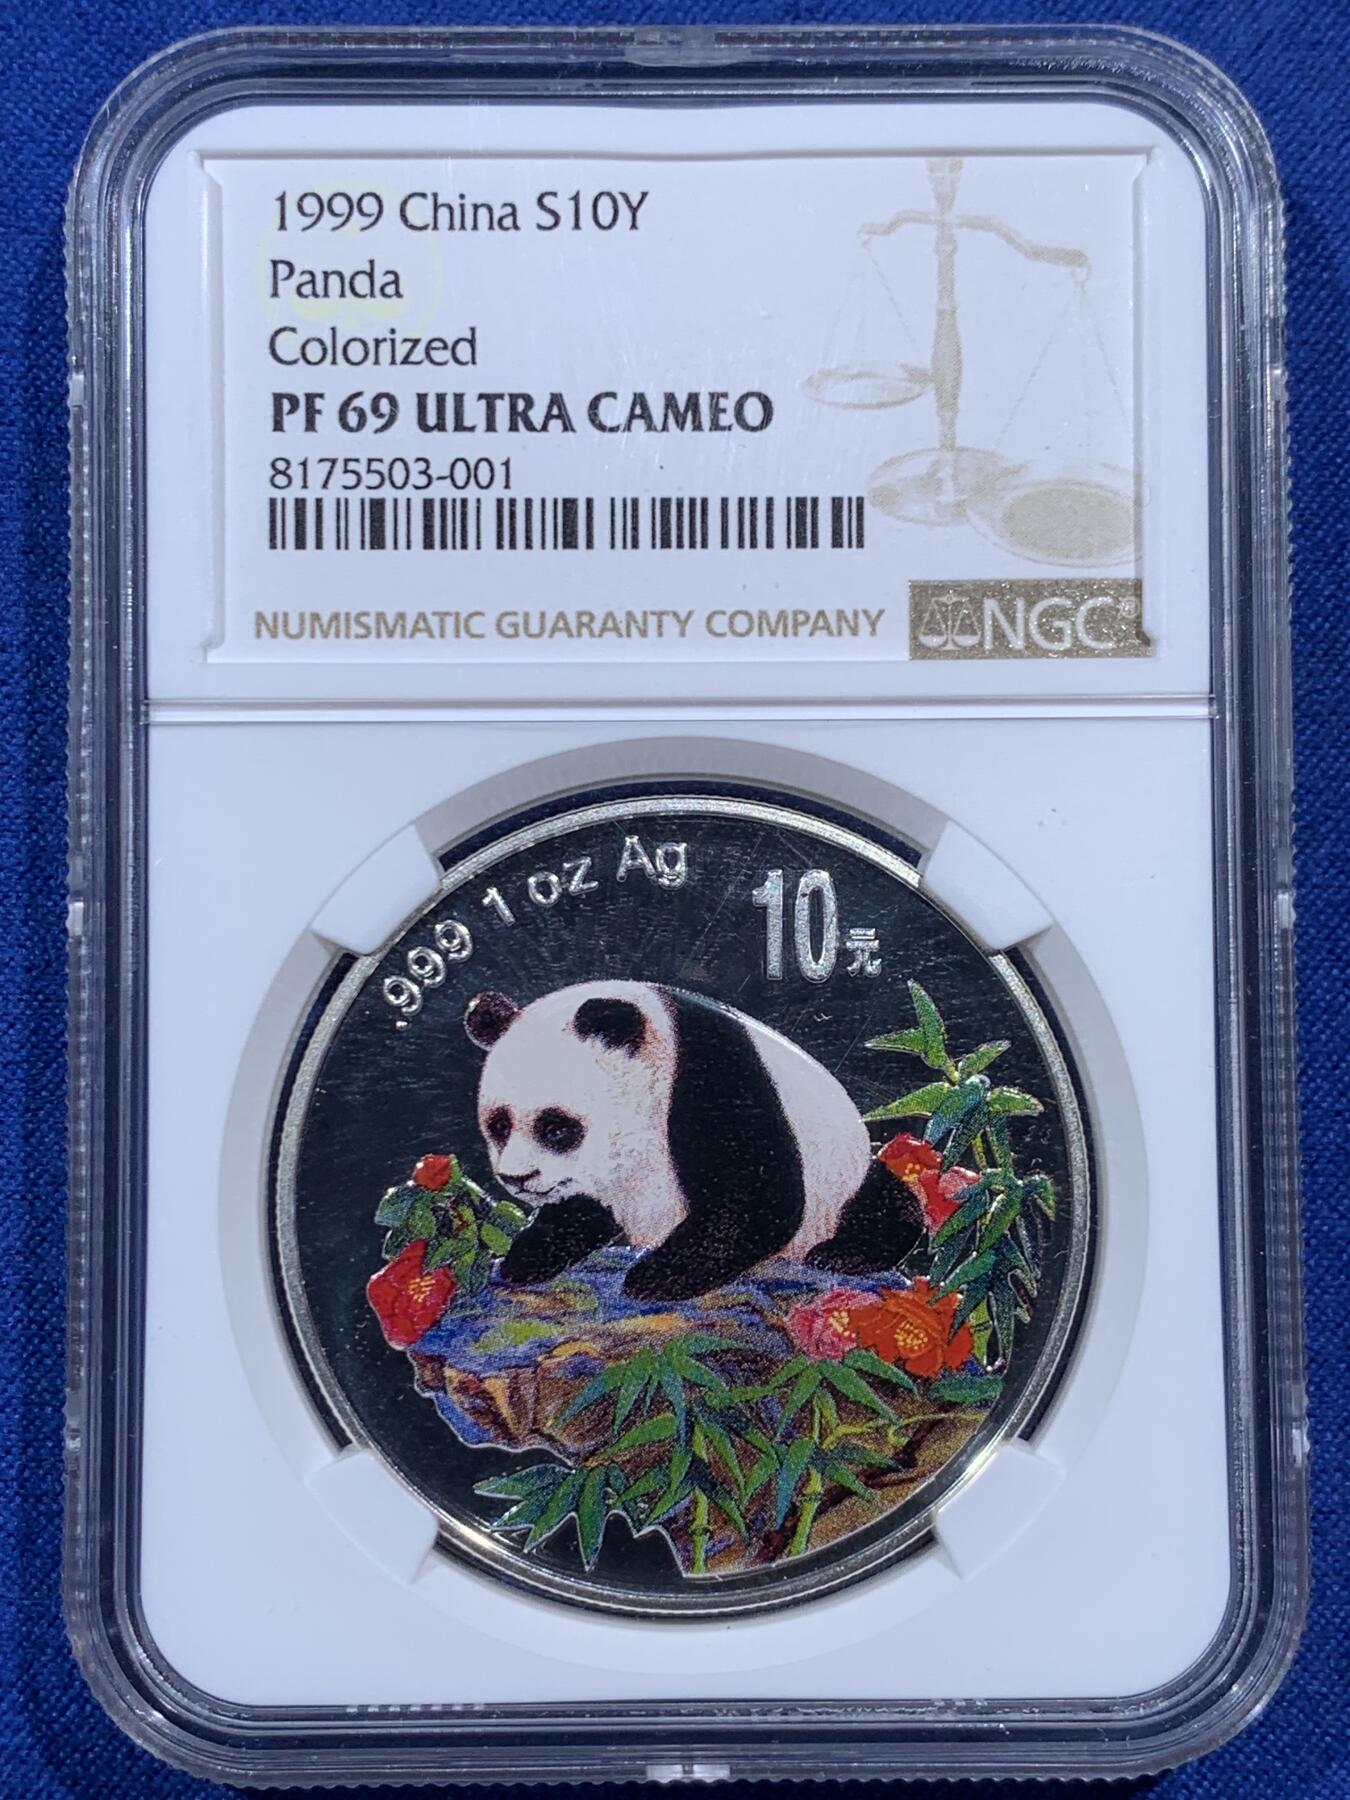 1999 China S10Y
Panda
Colorized
PF 69 ULTRA CAMEO
8175503-001
NUMISMATIC GUARANTY COMPANY
NGC®
.999 1 oz Ag
10元